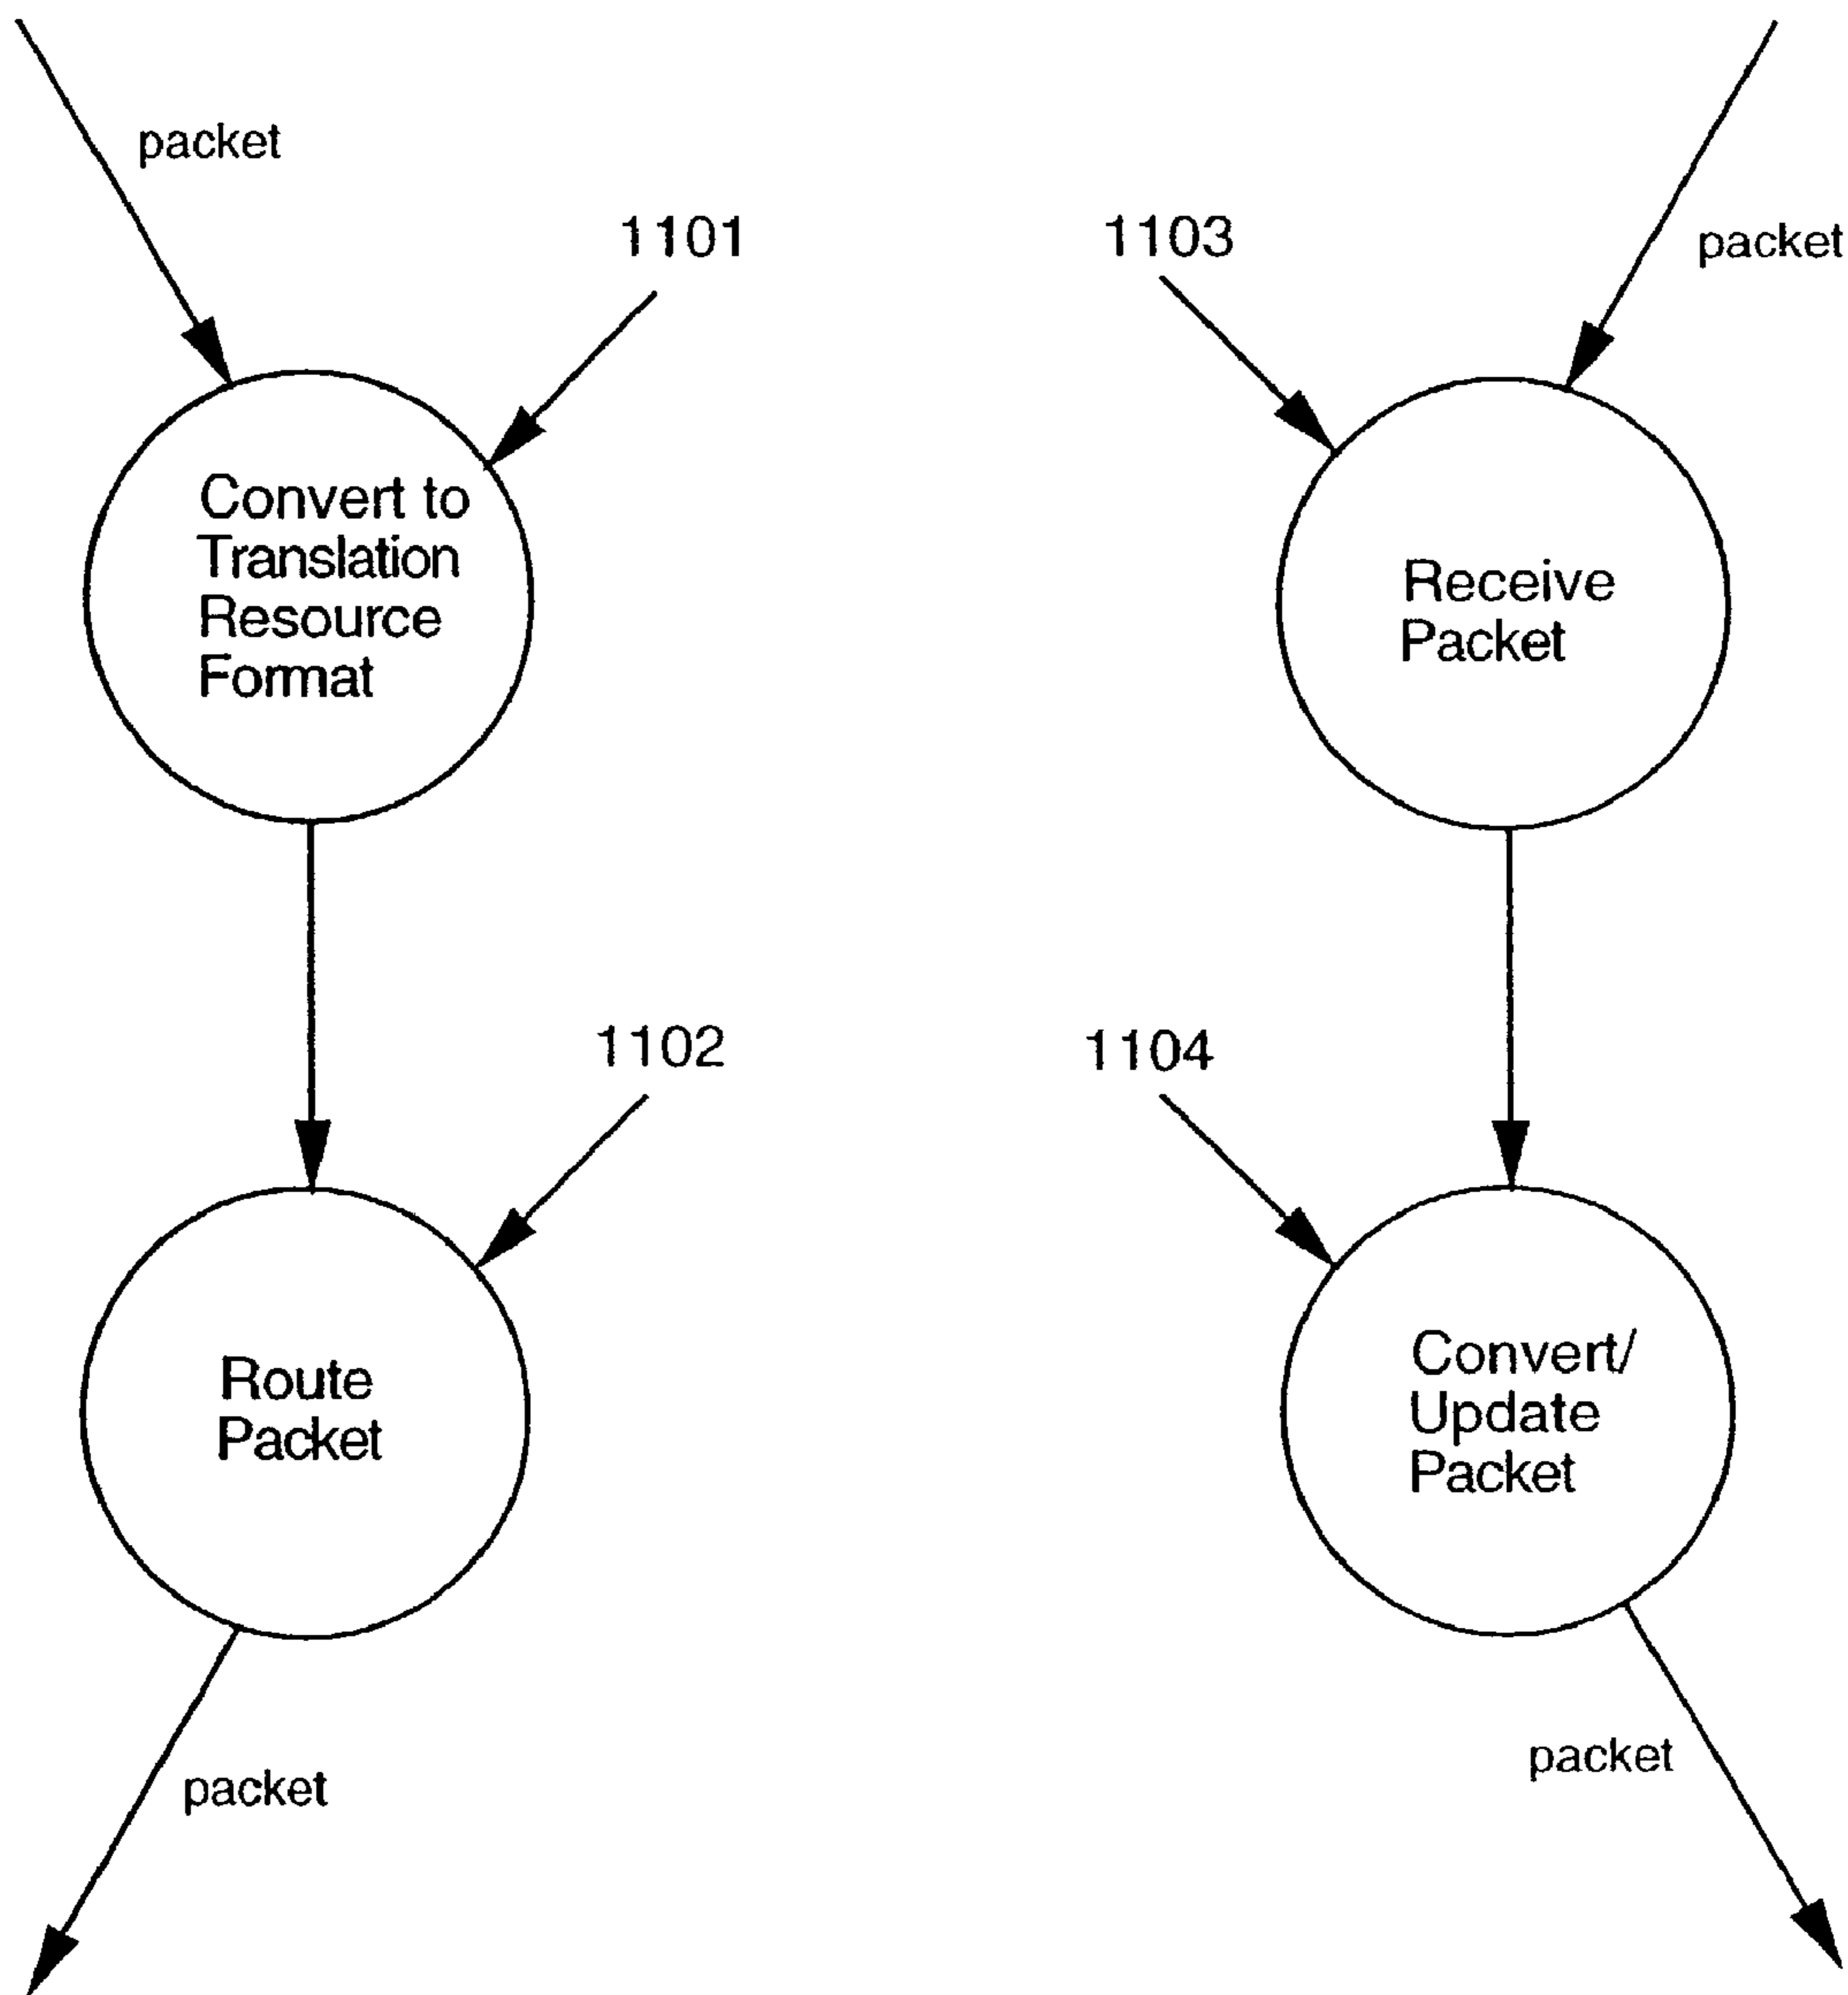 packet
1101
1103
packet
Convert to
Translation
Resource
Format
Receive
Packet
1102
1104
Route
Packet
Convert/
Update
Packet
packet
packet